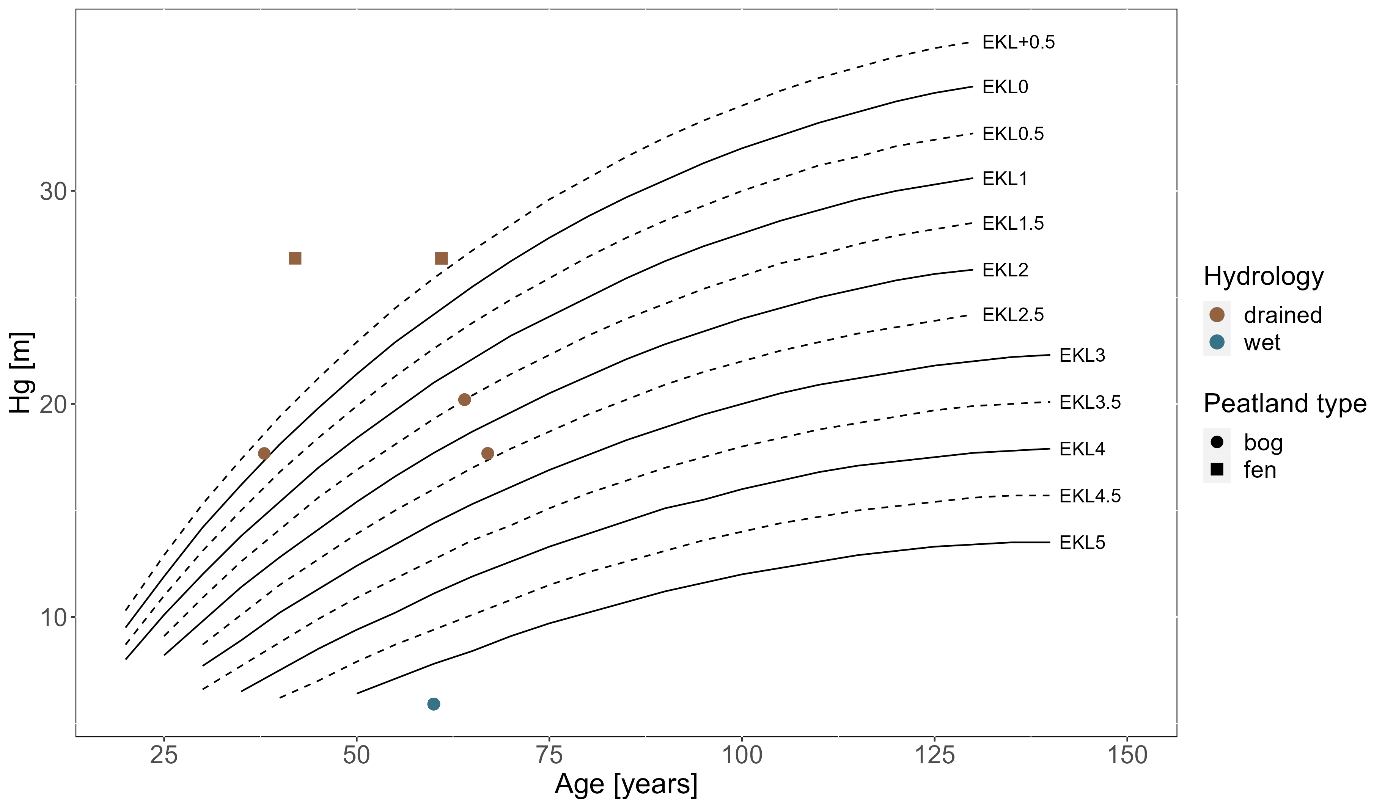 EKL+0.5
EKL0
EKL0.5
EKL1
EKL1.5
EKL2
EKL2.5
EKL3
EKL3.5
EKL4
EKL4.5
EKL5
30
20
10
Hg [m]
25 50 75 100 125 150
Age [years]
Hydrology
drained
wet
Peatland type
bog
fen